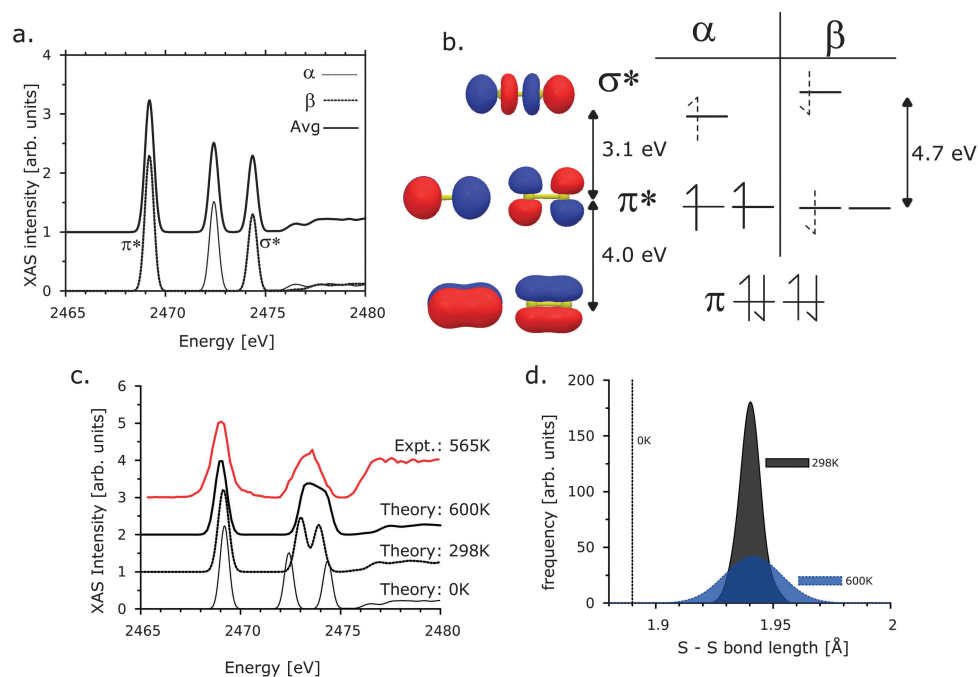 a.
XAS intensity [arb. units]
4
3
2
1
0
α
β
Avg
π*
σ*
2465 2470 2475 2480
Energy [eV]
b.
α β
σ*
3.1 eV
4.7 eV
π*
4.0 eV
π
c.
XAS Intensity [arb. units]
6
5
4
3
2
1
0
Expt.: 565K
Theory: 600K
Theory: 298K
Theory: 0K
2465 2470 2475 2480
Energy [eV]
d.
frequency [arb. units]
200
150
100
50
0
0K
298K
600K
1.9 1.95 2
S - S bond length [Å]